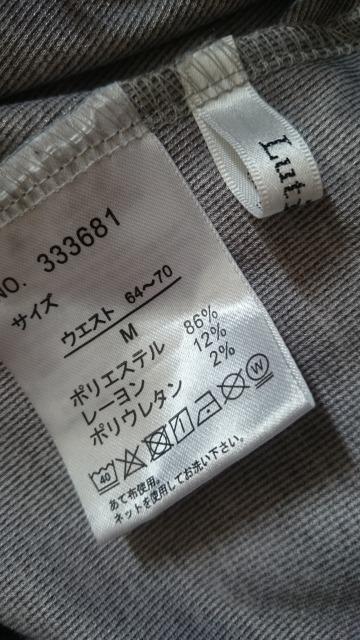 NO. 333681
サイズ
ウエスト 64〜70
M
ポリエステル 86%
レーヨン 12%
ポリウレタン 2%
40 W
あて布使用。
ネットを使用してお洗い下さい。